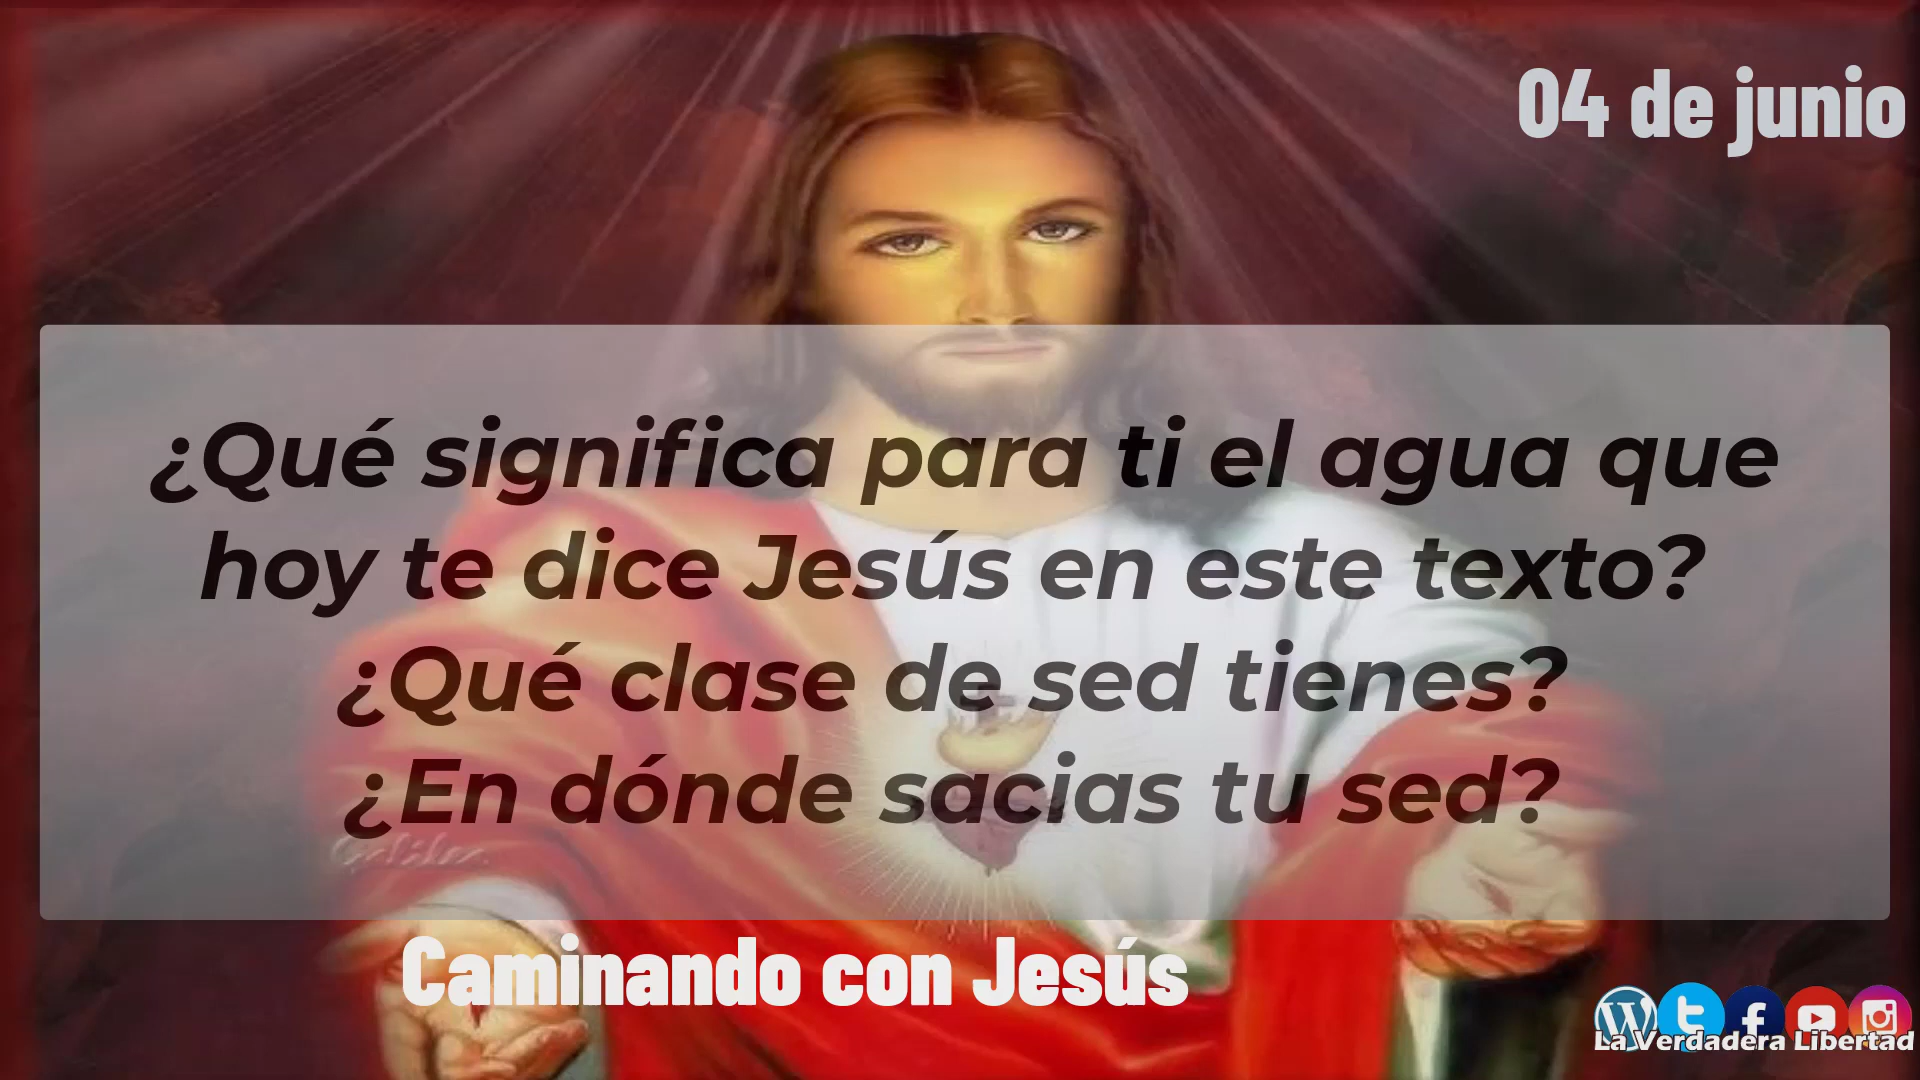 04 de junio
¿Qué significa para ti el agua que
hoy te dice Jesús en este texto?
¿Qué clase de sed tienes?
¿En dónde sacias tu sed?
Caminando con Jesús
La Verdadera Libertad